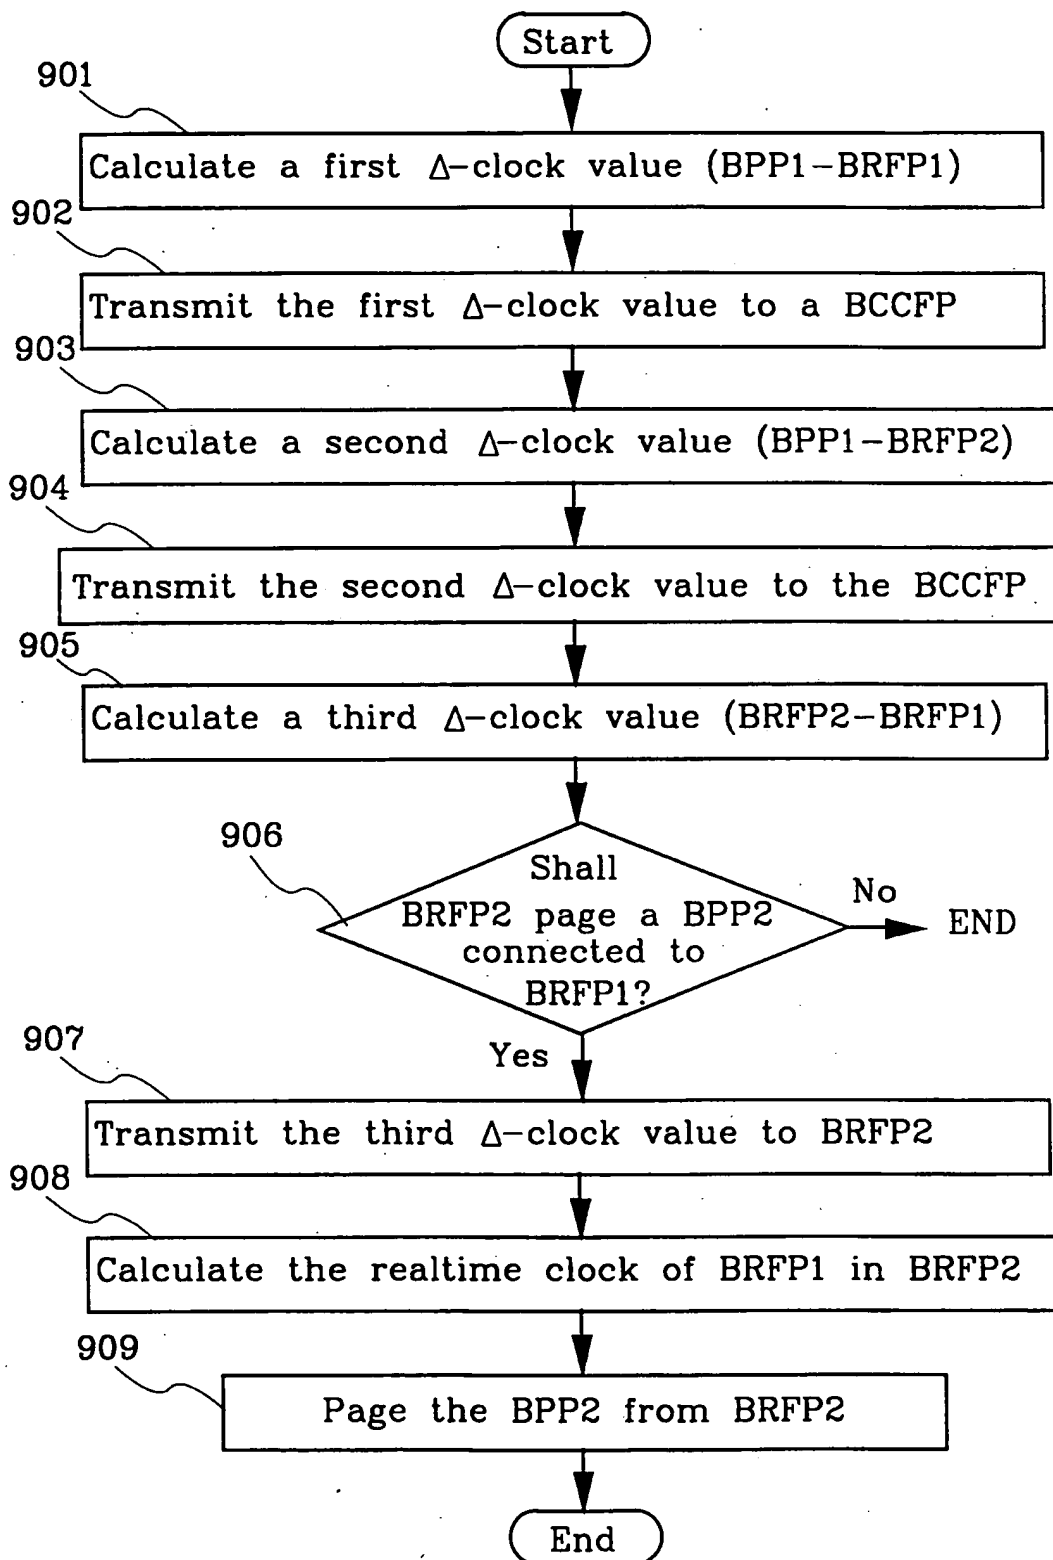 Start
901
Calculate a first Δ-clock value (BPP1-BRFP1)
902
Transmit the first Δ-clock value to a BCCFP
903
Calculate a second Δ-clock value (BPP1-BRFP2)
904
Transmit the second Δ-clock value to the BCCFP
905
Calculate a third Δ-clock value (BRFP2-BRFP1)
906
Shall
BRFP2 page a BPP2
connected to
BRFP1?
No
END
Yes
907
Transmit the third Δ-clock value to BRFP2
908
Calculate the realtime clock of BRFP1 in BRFP2
909
Page the BPP2 from BRFP2
End